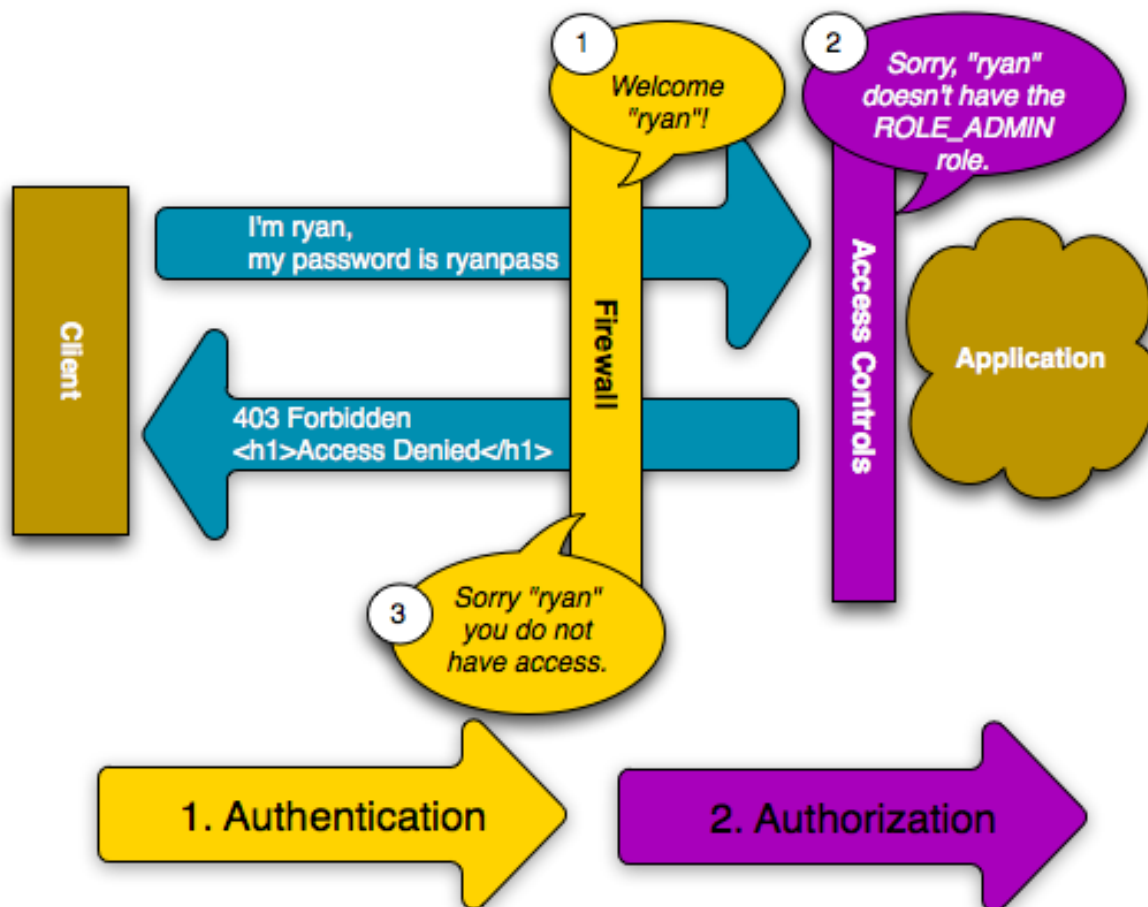 1
Welcome
"ryan"!
2
Sorry, "ryan"
doesn't have the
ROLE_ADMIN
role.
Client
I'm ryan,
my password is ryanpass
Firewall
Access Controls
Application
403 Forbidden
<h1>Access Denied</h1>
3
Sorry "ryan"
you do not
have access.
1. Authentication
2. Authorization